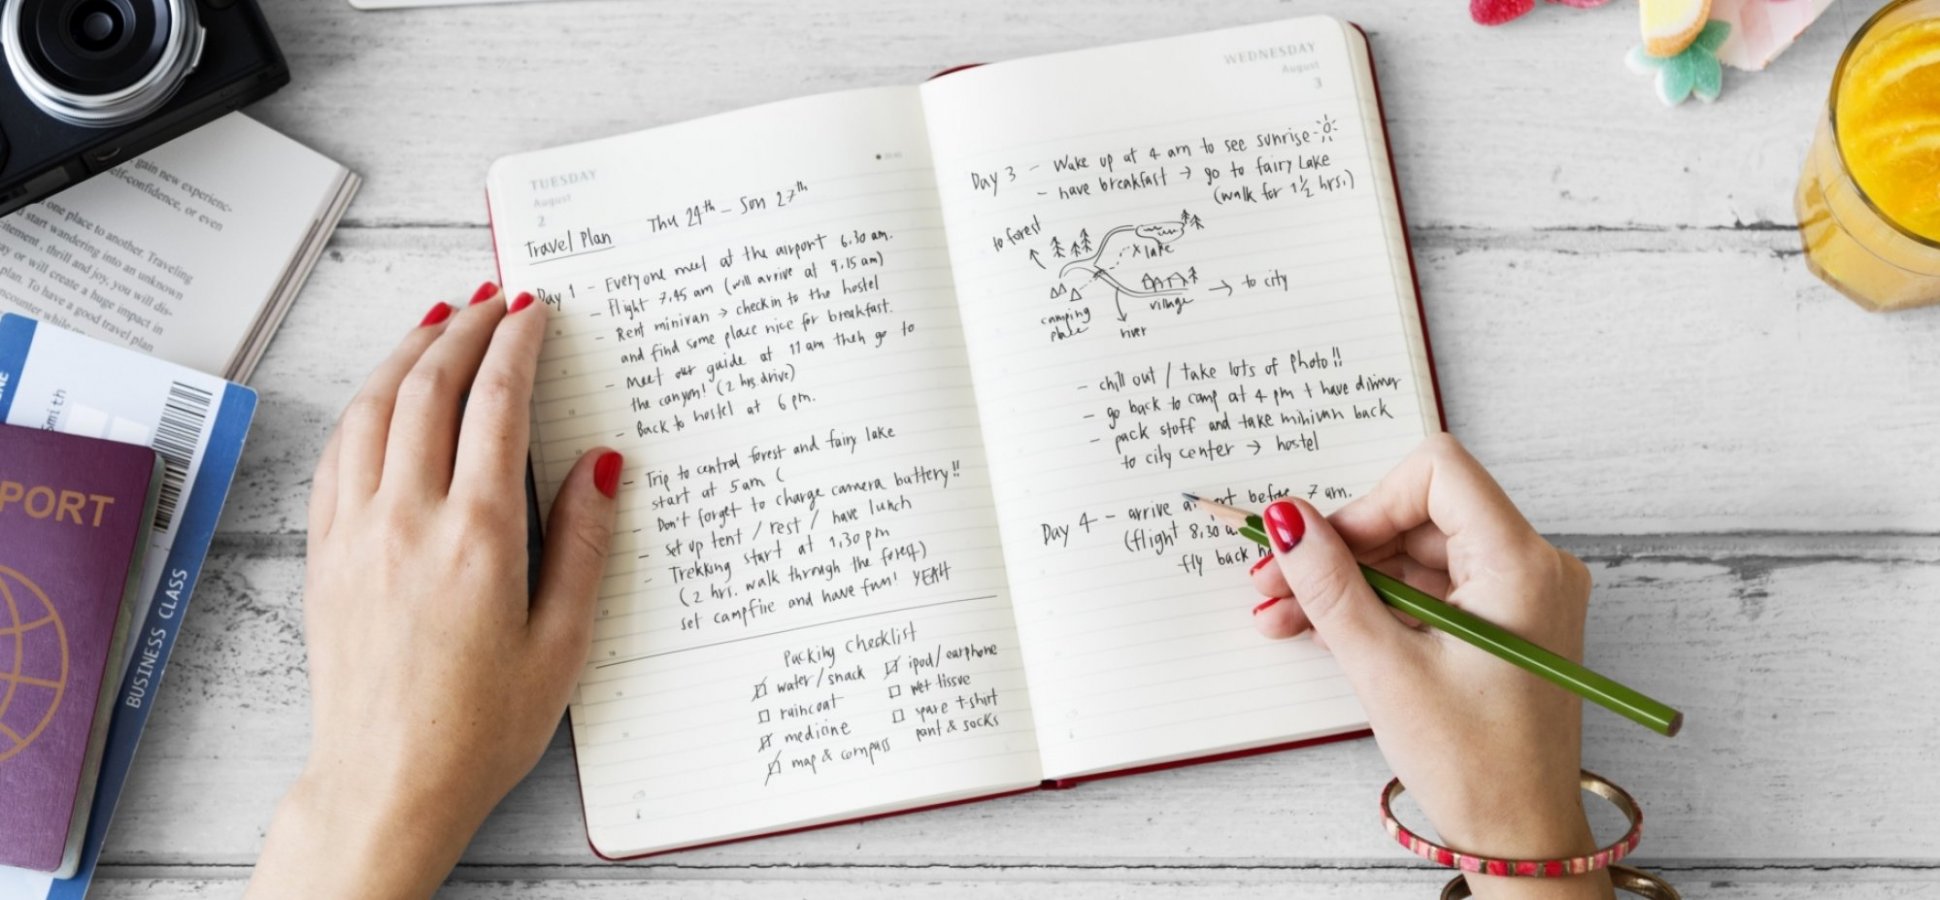 gain new experienc-
elf-confidence, or even
one place to another. Traveling
d start wandering into an unknown
itement, thrill and joy, you will dis-
ay or will create a huge impact in
plan. To have a good travel plan
ncounter while
Smith
BUSINESS CLASS
PORT
TUESDAY
August
2
Thu 24th - Sun 27th
Travel Plan
Day 1 - Everyone meet at the airport 6.30 am.
- Flight 7.45 am (will arrive at 9.15 am)
- Rent minivan → check in to the hostel
and find some place nice for breakfast.
- Meet our guide at 11 am then go to
the canyon! (2 hrs drive)
- Back to hostel at 6 pm.
- Trip to central forest and fairy lake
start at 5 am (
- Don't forget to charge camera battery!!
- set up tent / rest / have lunch
- Trekking start at 1.30 pm
(2 hrs. walk through the forest)
set campfire and have fun! YEAH
Packing Checklist
water/snack
raincoat
medicine
map & compass
ipod/earphone
wet tissue
spare t-shirt
pant & socks
WEDNESDAY
August
3
Day 3 - Wake up at 4 am to see sunrise
- have breakfast → go to fairy Lake
(walk for 1½ hrs.)
to forest
x lake
camping
place
village
→ to city
river
- chill out / take lots of photo!!
- go back to camp at 4 pm + have dinner
- pack stuff and take minivan back
to city center → hostel
Day 4 - arrive before 7 am.
(flight 8.30
fly back